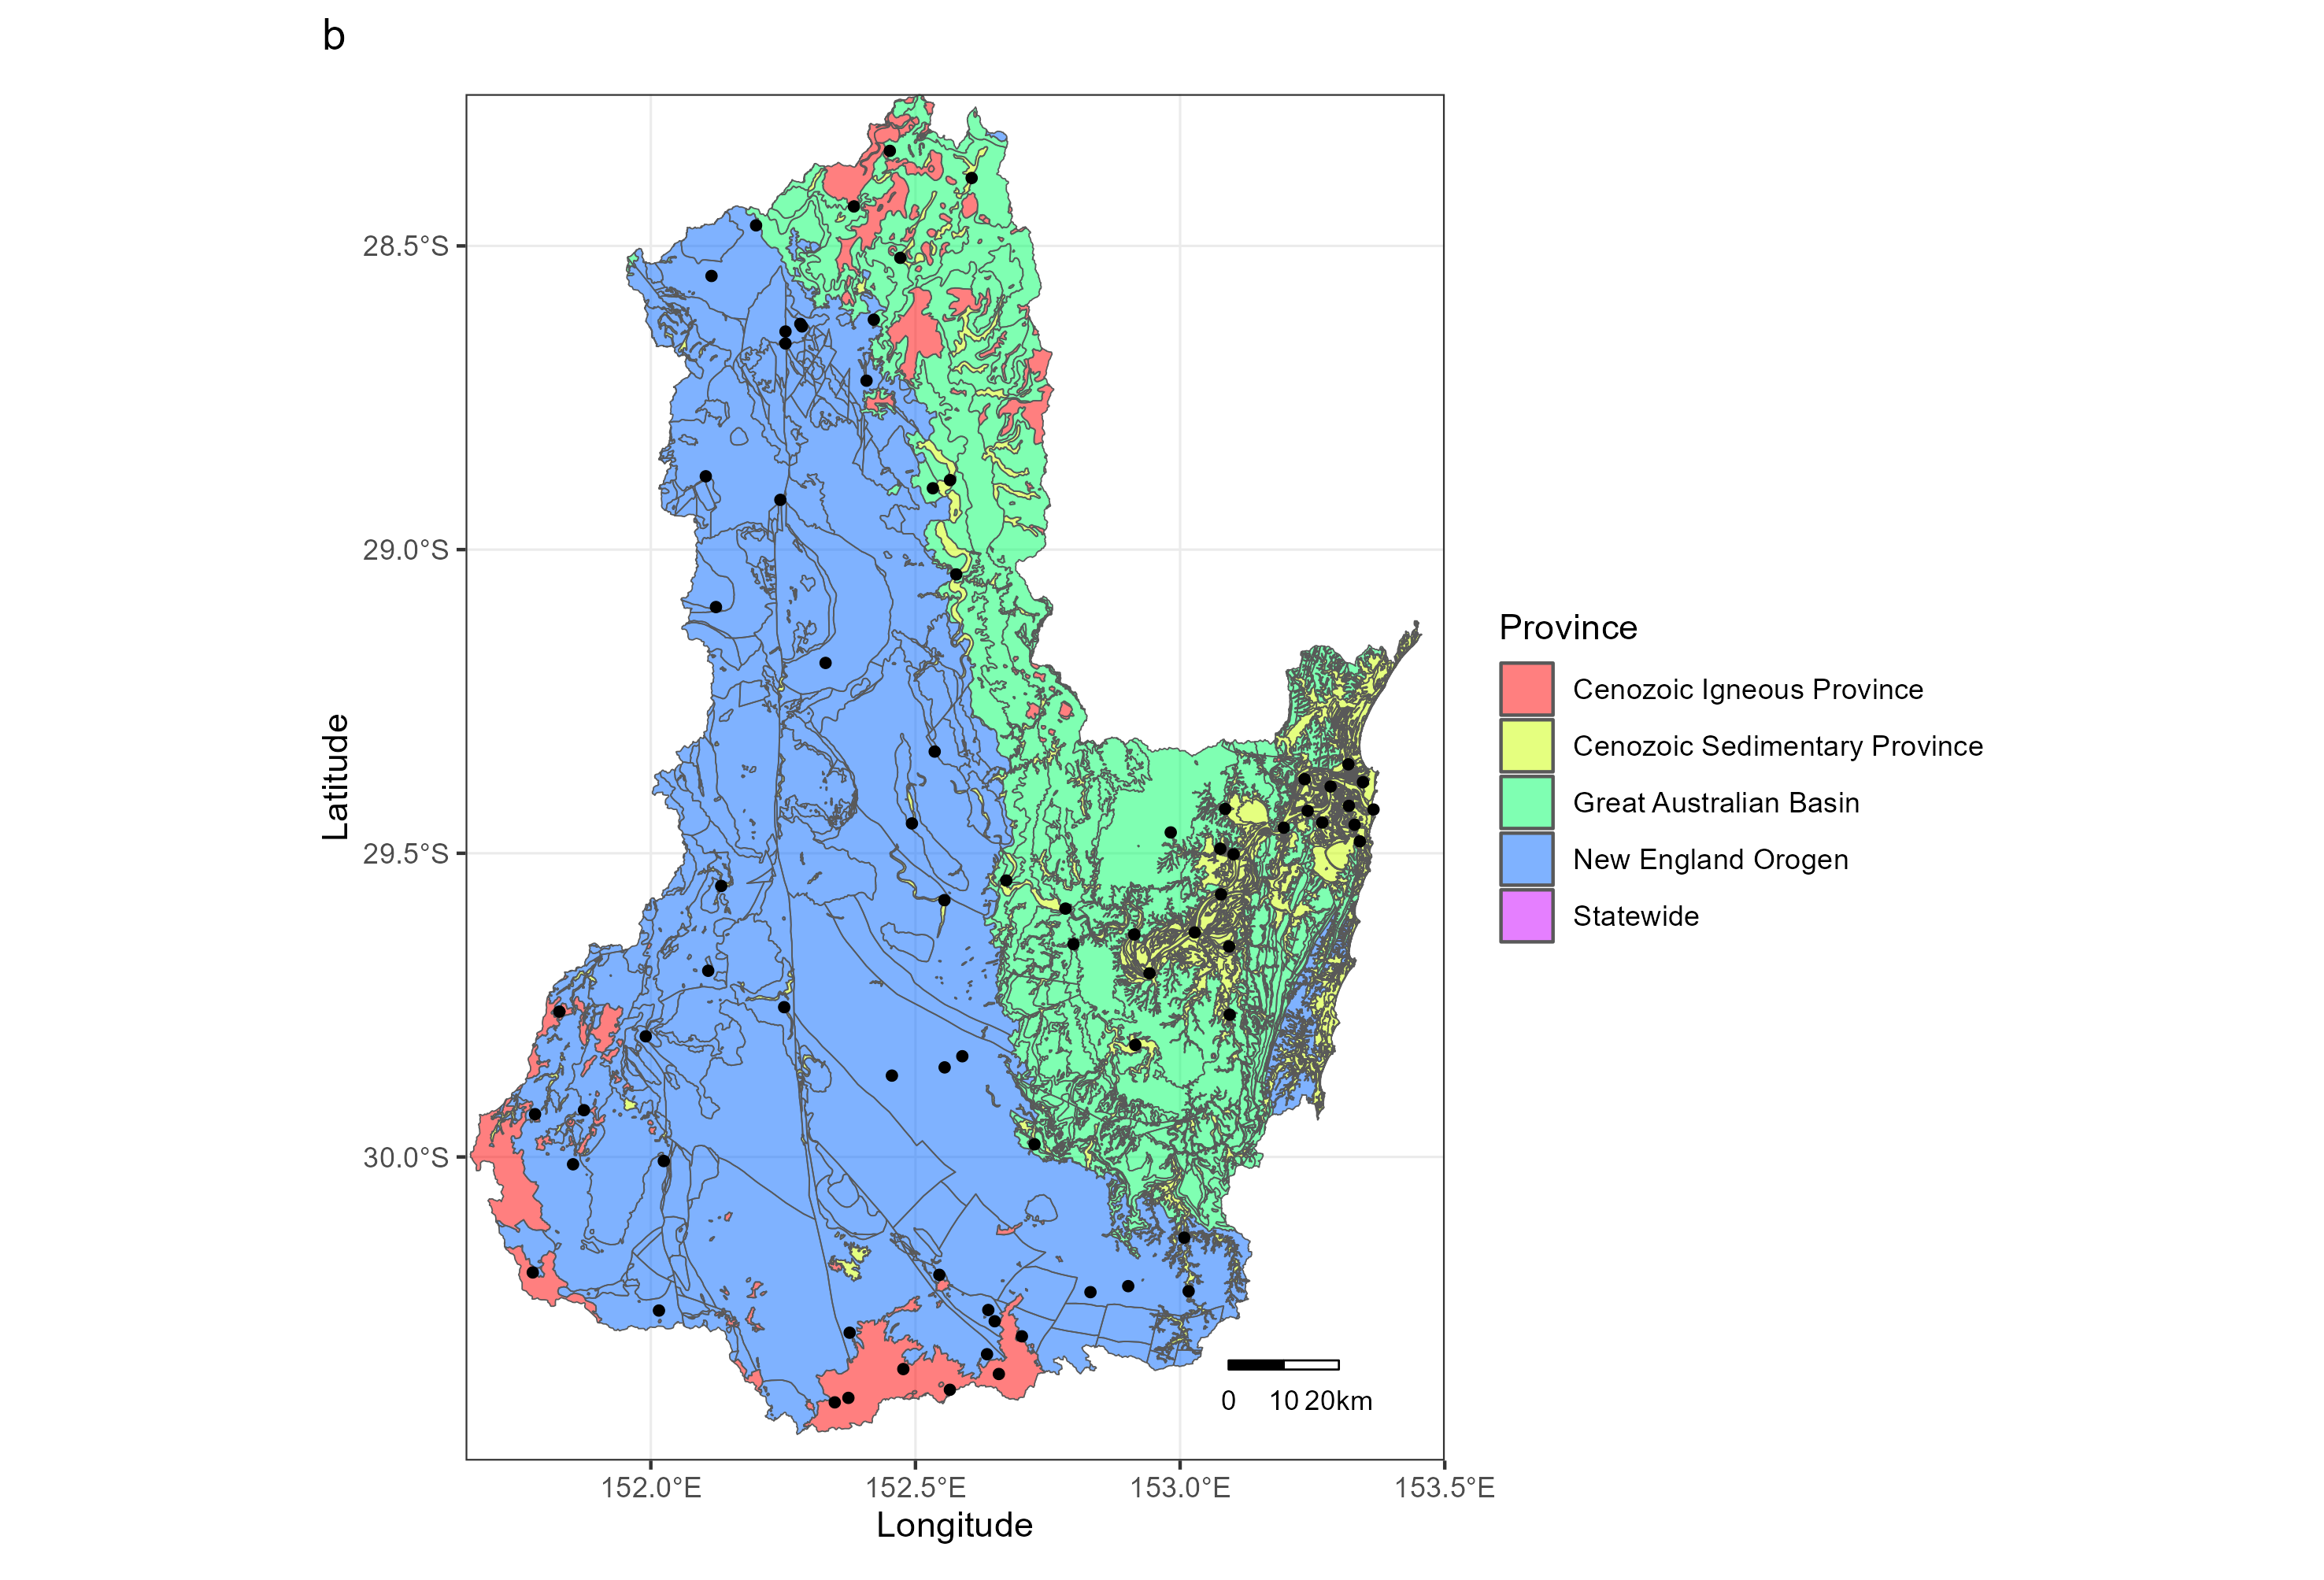 b
28.5°S
29.0°S
29.5°S
30.0°S
Latitude
152.0°E
152.5°E
153.0°E
153.5°E
Longitude
0 10 20km
Province
Cenozoic Igneous Province
Cenozoic Sedimentary Province
Great Australian Basin
New England Orogen
Statewide